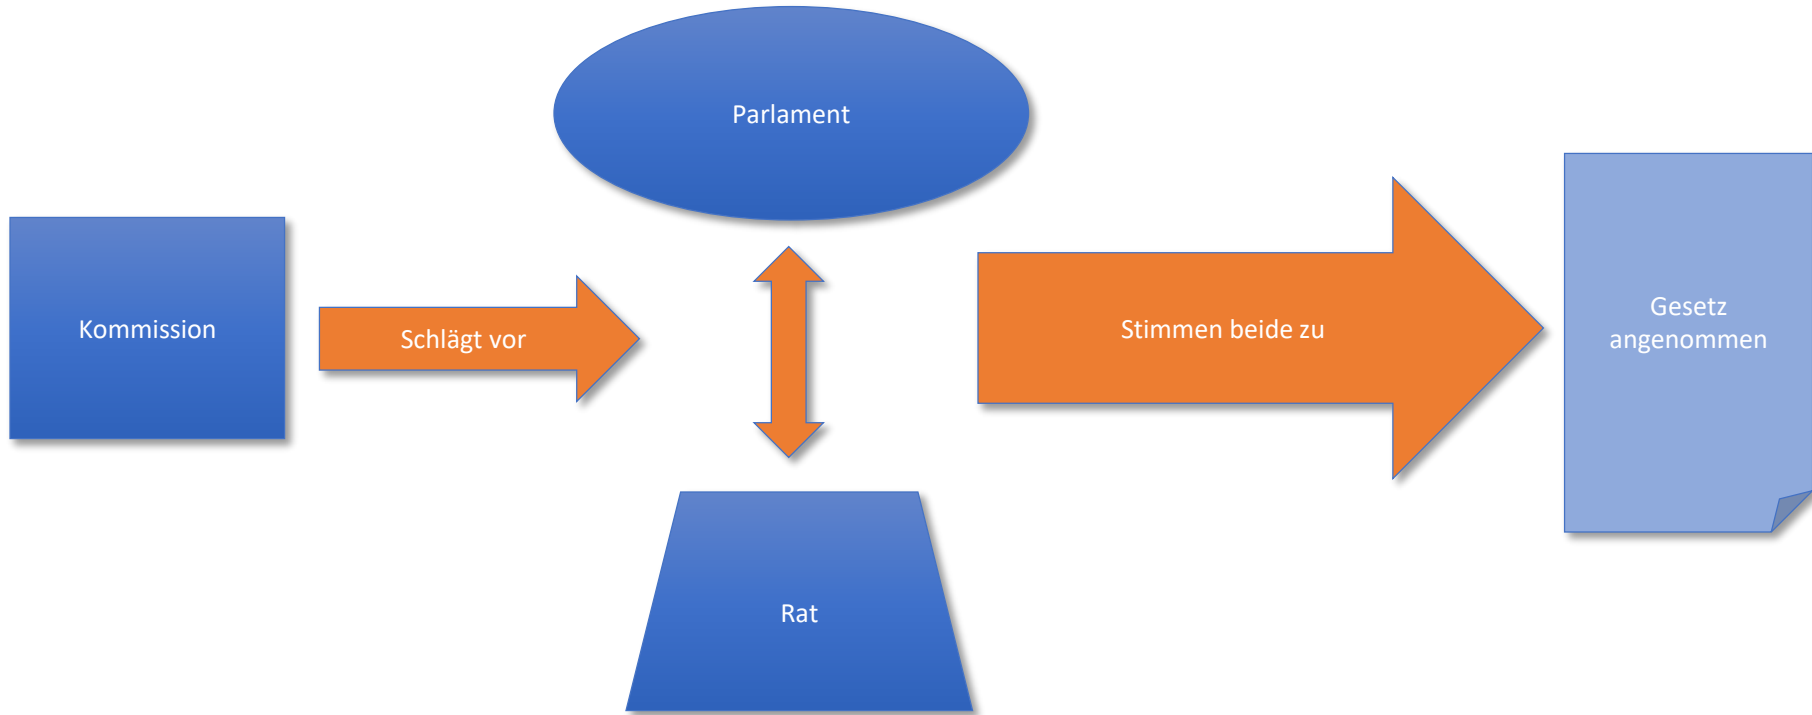 Parlament
Kommission
Schlägt vor
Stimmen beide zu
Gesetz
angenommen
Rat